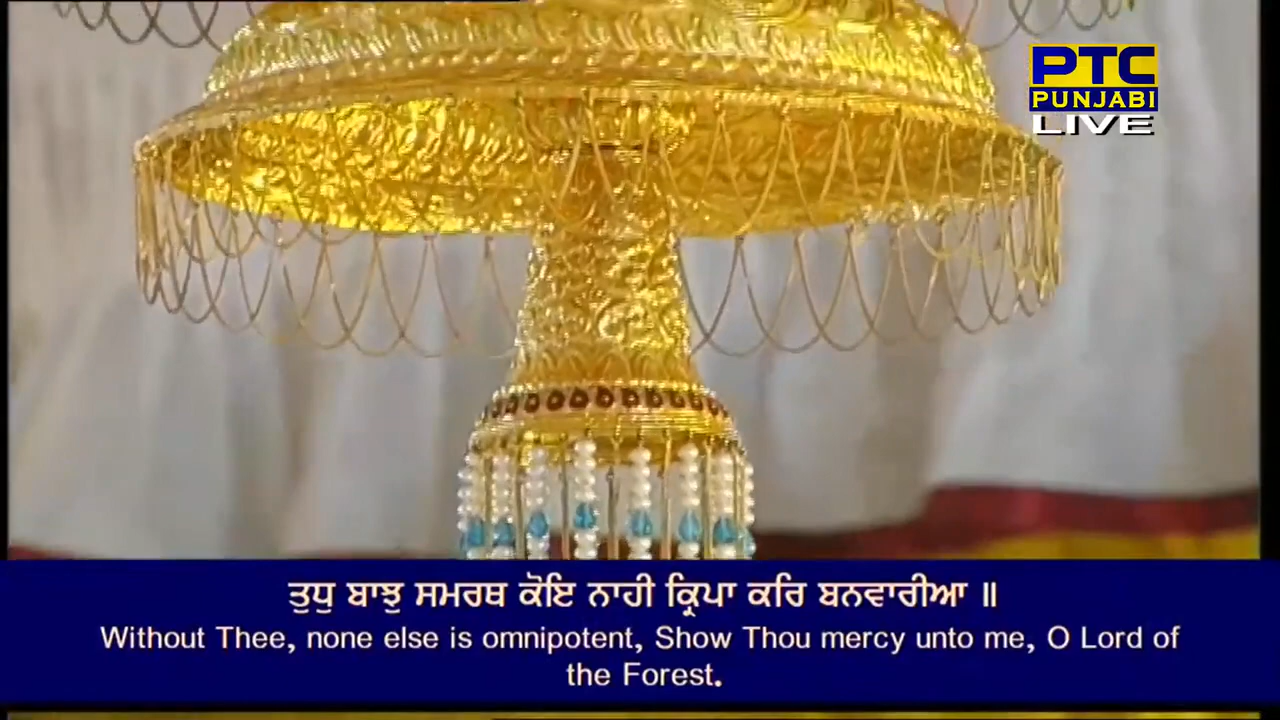 PTC
PUNJABI
LIVE
ਤੁਧੁ ਬਾਝੁ ਸਮਰਥ ਕੋਇ ਨਾਹੀ ਕ੍ਰਿਪਾ ਕਰਿ ਬਨਵਾਰੀਆ ॥
Without Thee, none else is omnipotent, Show Thou mercy unto me, O Lord of
the Forest.